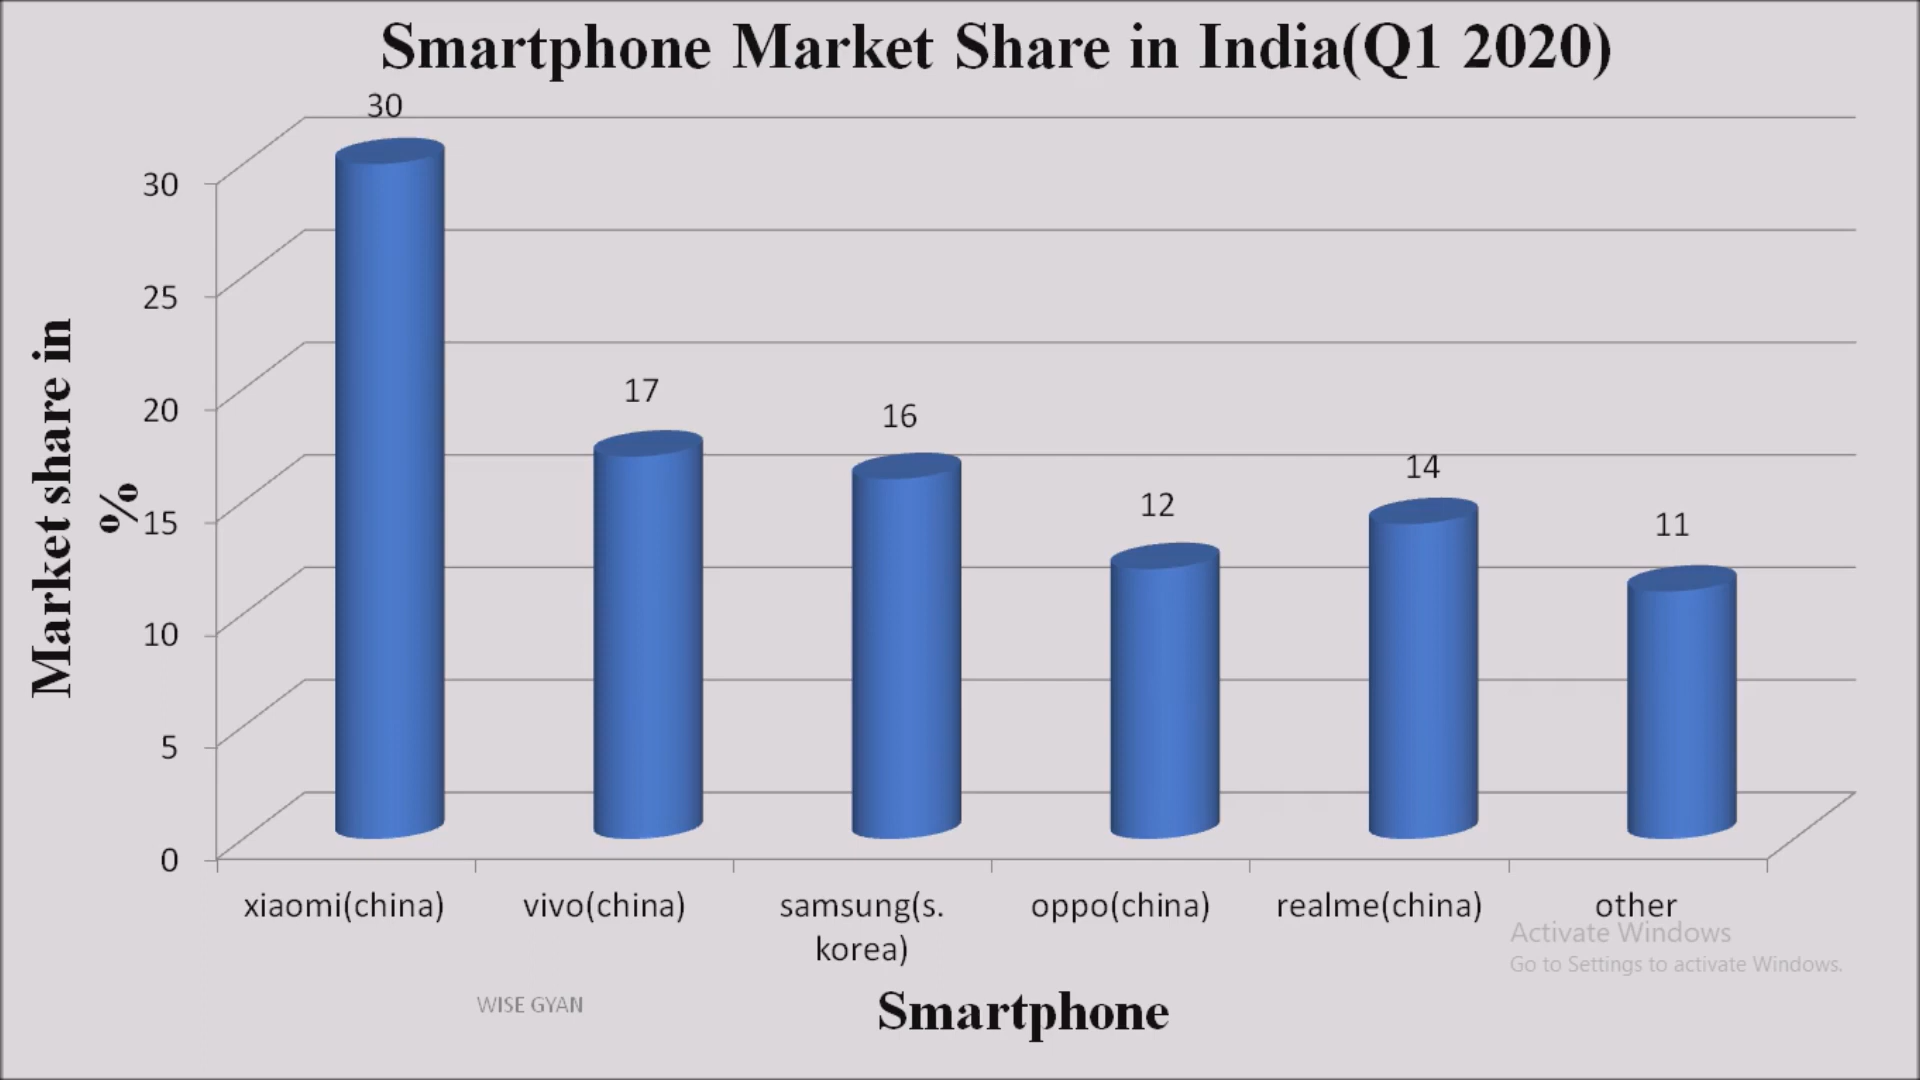 Smartphone Market Share in India(Q1 2020)
30
30
25
20
15
10
5
0
Market share in
%
17
16
12
14
11
xiaomi(china)
vivo(china)
samsung(s.
korea)
oppo(china)
realme(china)
other
Activate Windows
Go to Settings to activate Windows.
WISE GYAN
Smartphone